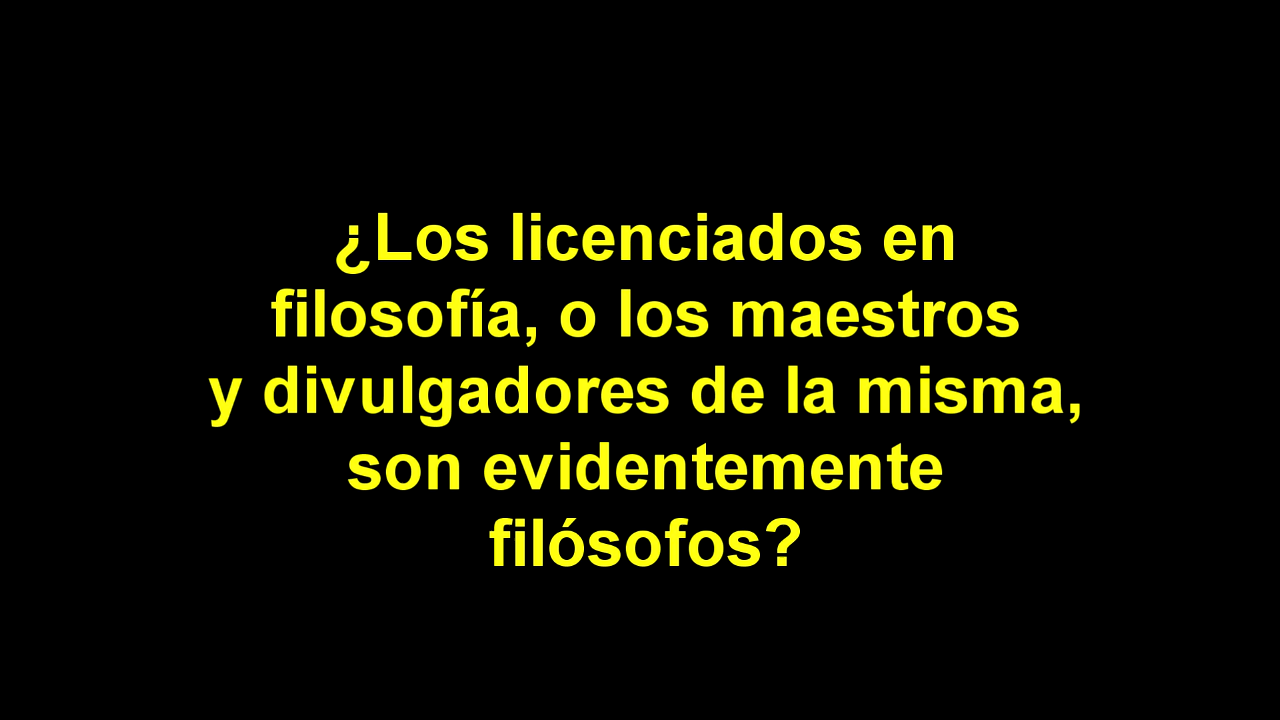 ¿Los licenciados en
filosofía, o los maestros
y divulgadores de la misma,
son evidentemente
filósofos?